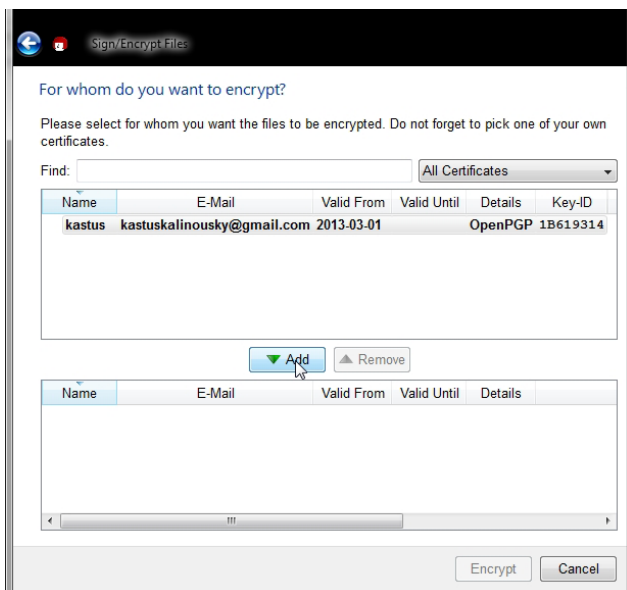 Sign/Encrypt Files
For whom do you want to encrypt?
Please select for whom you want the files to be encrypted. Do not forget to pick one of your own
certificates.
Find: All Certificates
Name E-Mail Valid From Valid Until Details Key-ID
kastus kastuskalinousky@gmail.com 2013-03-01 OpenPGP 1B619314
Add Remove
Name E-Mail Valid From Valid Until Details
Encrypt Cancel